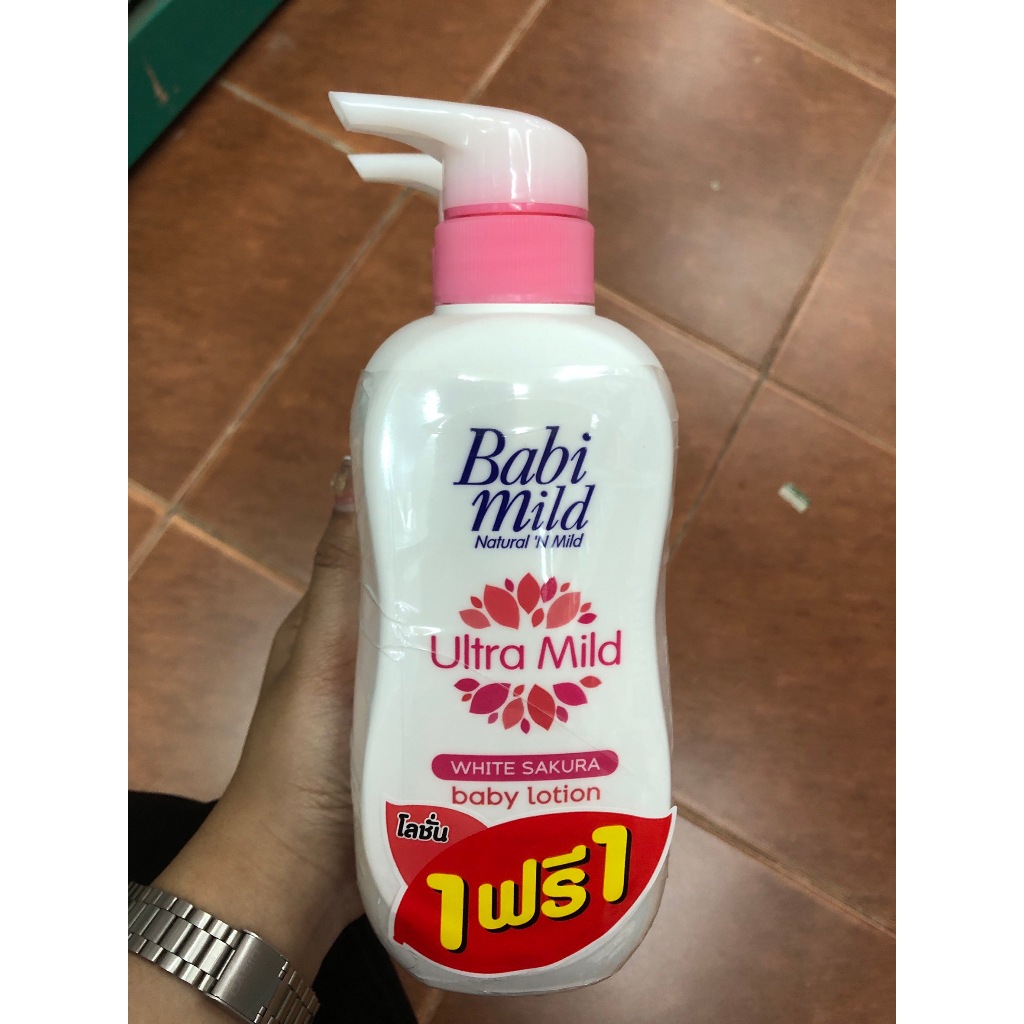 Babi
mild
Natural 'N Mild
Ultra Mild
WHITE SAKURA
baby lotion
โลชั่น
1 ฟรี 1